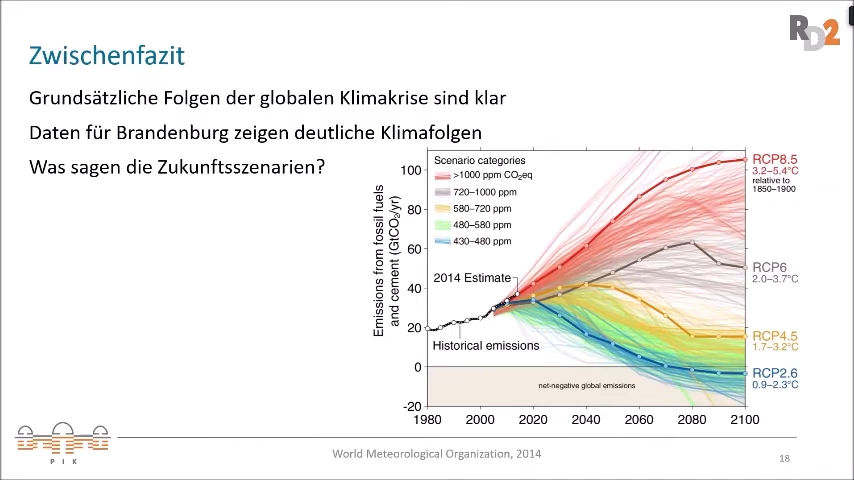 RD2
Zwischenfazit
Grundsätzliche Folgen der globalen Klimakrise sind klar
Daten für Brandenburg zeigen deutliche Klimafolgen
Was sagen die Zukunftsszenarien?
Emissions from fossil fuels
and cement (GtCO₂/yr)
100
80
60
40
20
0
-20
Scenario categories
>1000 ppm CO₂eq
720–1000 ppm
580–720 ppm
480–580 ppm
430–480 ppm
2014 Estimate
Historical emissions
net-negative global emissions
RCP8.5
3.2–5.4°C
relative to
1850–1900
RCP6
2.0–3.7°C
RCP4.5
1.7–3.2°C
RCP2.6
0.9–2.3°C
1980 2000 2020 2040 2060 2080 2100
PIK
World Meteorological Organization, 2014
18